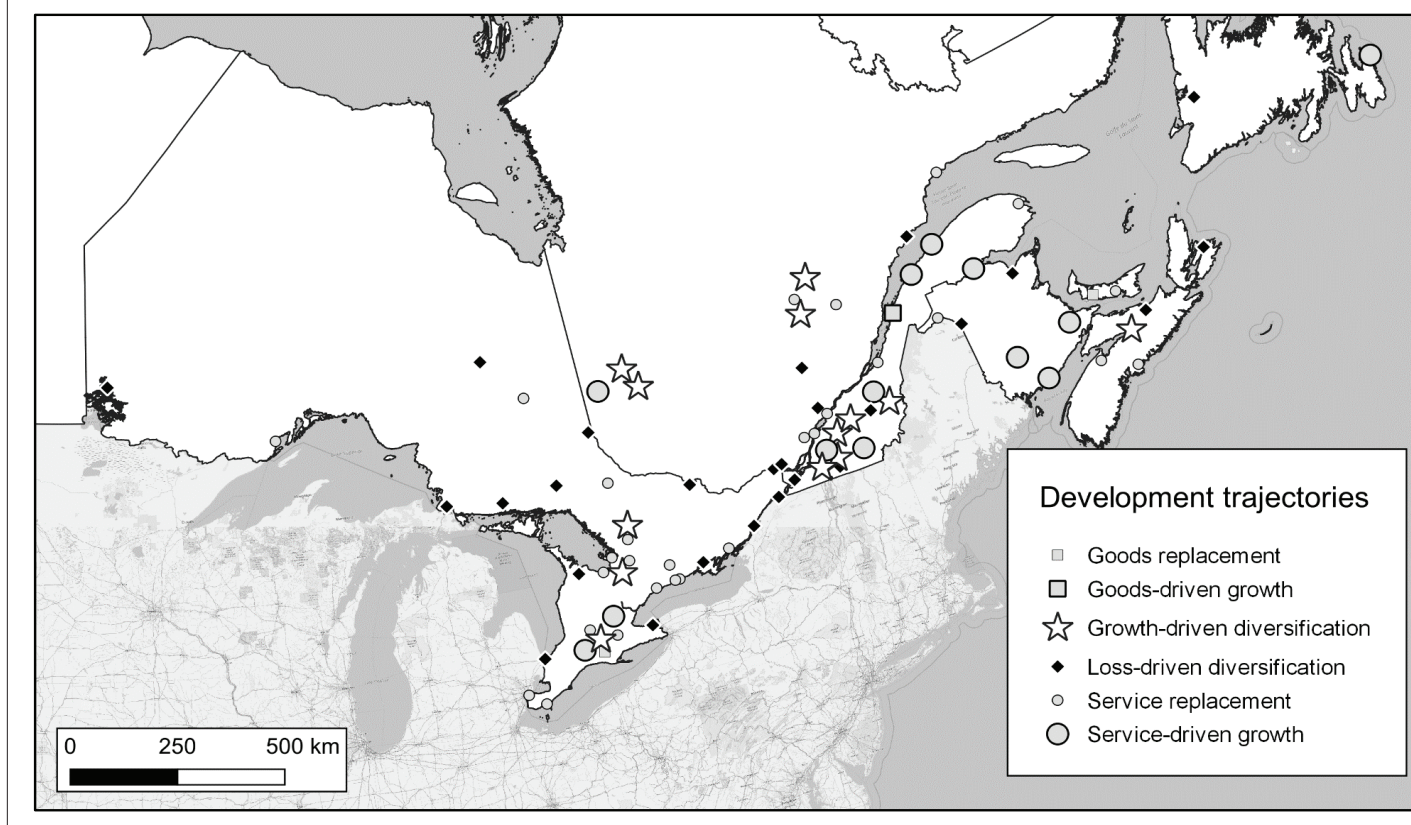 Development trajectories
Goods replacement
Goods-driven growth
Growth-driven diversification
Loss-driven diversification
Service replacement
Service-driven growth
0 250 500 km